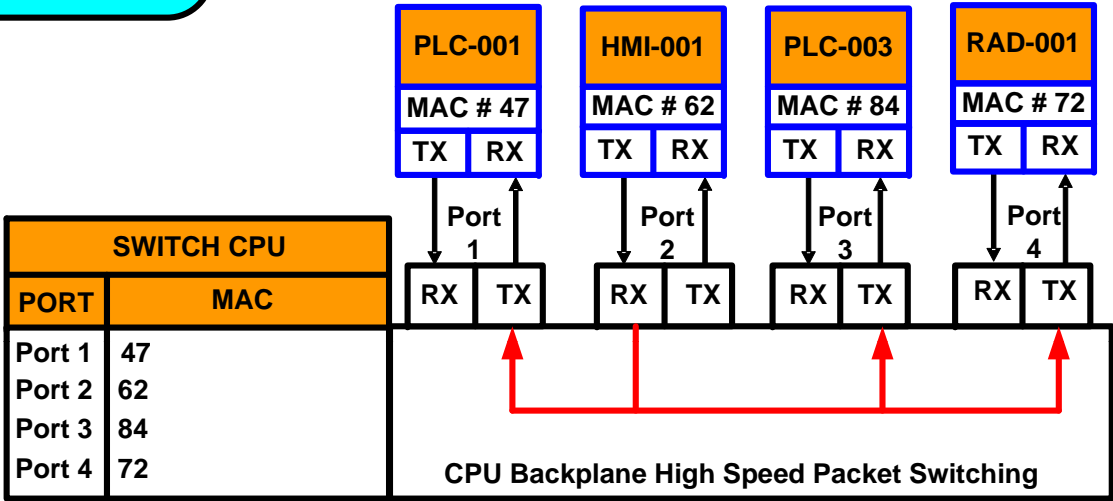 PLC-001
HMI-001
PLC-003
RAD-001
MAC # 47
MAC # 62
MAC # 84
MAC # 72
TX RX
TX RX
TX RX
TX RX
Port
1
Port
2
Port
3
Port
4
SWITCH CPU
PORT MAC
RX TX
RX TX
RX TX
RX TX
Port 1 47
Port 2 62
Port 3 84
Port 4 72
CPU Backplane High Speed Packet Switching